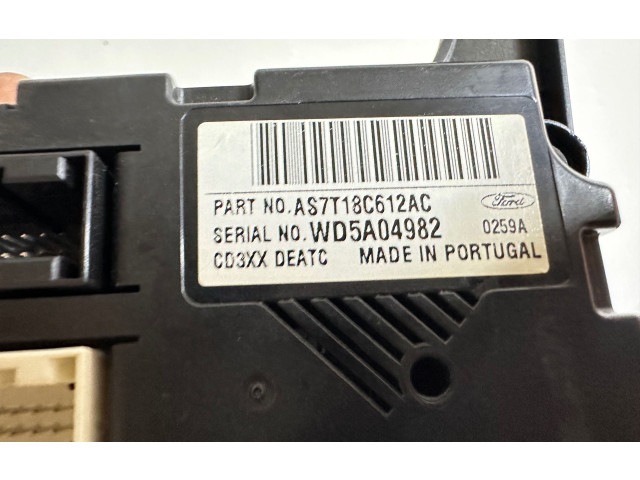 PART NO. AS7T18C612AC Ford
SERIAL NO. WD5A04982 0259A
CD3XX DEATC MADE IN PORTUGAL